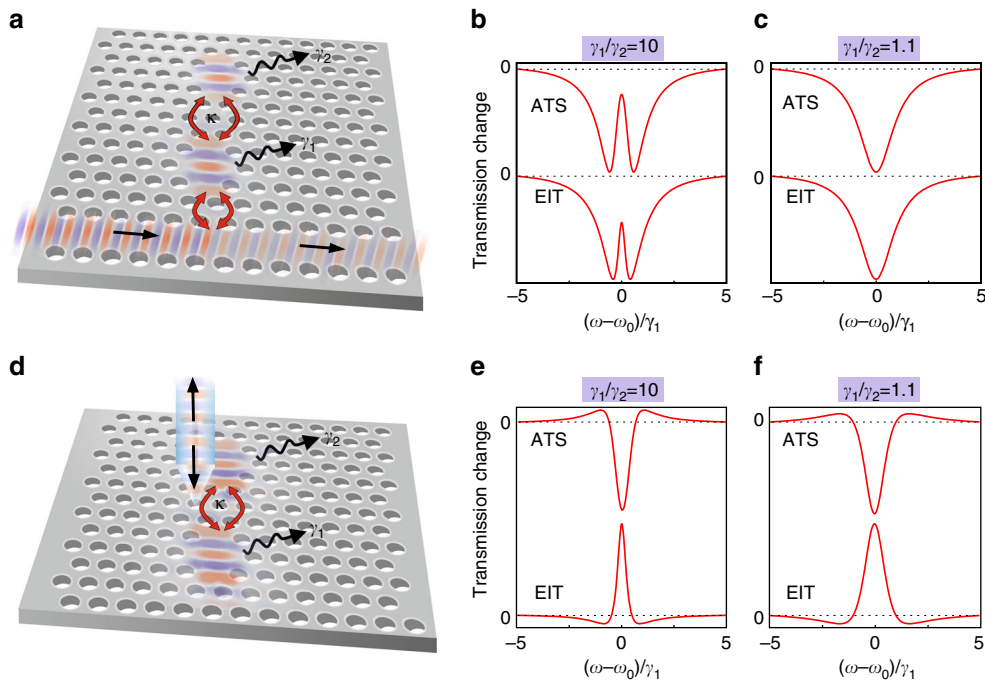 a
γ2
κ
γ1
b
γ1/γ2=10
0
ATS
0
EIT
Transmission change
−5
0
5
(ω−ω0)/γ1
c
γ1/γ2=1.1
0
ATS
0
EIT
−5
0
5
(ω−ω0)/γ1
d
γ2
κ
γ1
e
γ1/γ2=10
0
ATS
EIT
0
Transmission change
−5
0
5
(ω−ω0)/γ1
f
γ1/γ2=1.1
0
ATS
EIT
0
−5
0
5
(ω−ω0)/γ1